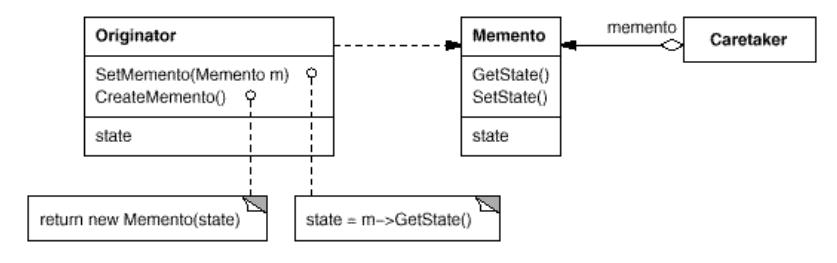 Originator
SetMemento(Memento m)
CreateMemento()
state
Memento
GetState()
SetState()
state
memento
Caretaker
return new Memento(state)
state = m->GetState()